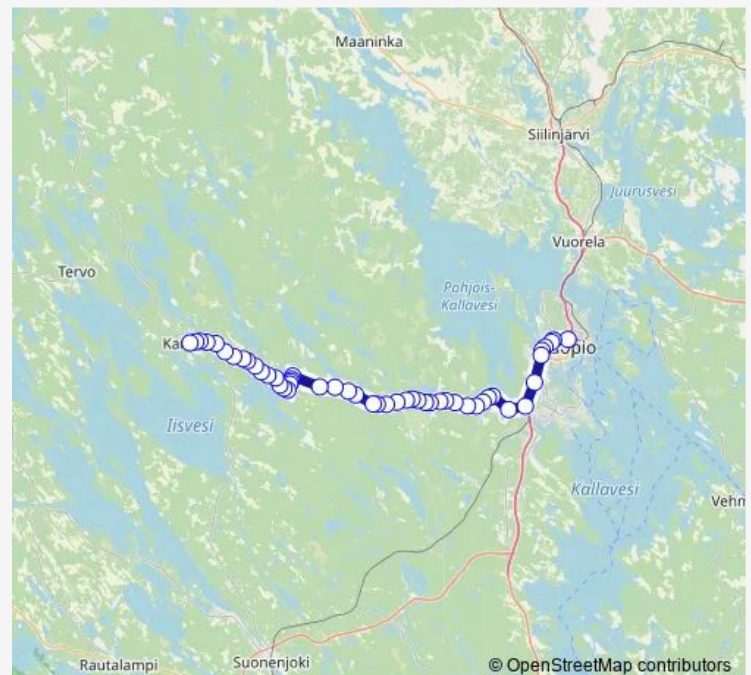 Maaninka
Siilinjärvi
Juurusvesi
Vuorela
Tervo
Pohjois-
Kallavesi
Iisvesi
Kallavesi
Rautalampi
Suonenjoki
© OpenStreetMap contributors